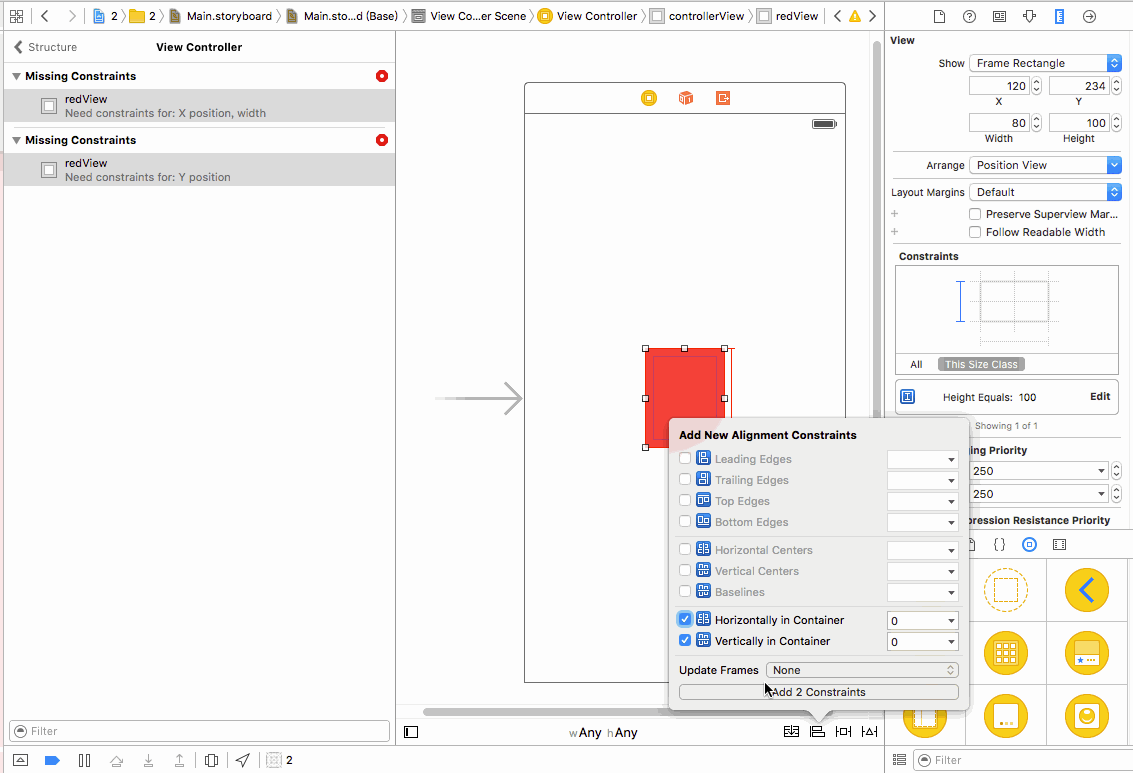 2 2 Main.storyboard Main.sto...d (Base) View Co...er Scene View Controller controllerView redView
Structure View Controller
Missing Constraints
redView
Need constraints for: X position, width
Missing Constraints
redView
Need constraints for: Y position
Filter
2
wAny hAny
Add New Alignment Constraints
Leading Edges
Trailing Edges
Top Edges
Bottom Edges
Horizontal Centers
Vertical Centers
Baselines
Horizontally in Container 0
Vertically in Container 0
Update Frames None
Add 2 Constraints
View
Show Frame Rectangle
120 234
X Y
80 100
Width Height
Arrange Position View
Layout Margins Default
Preserve Superview Mar...
Follow Readable Width
Constraints
All This Size Class
Height Equals: 100 Edit
Showing 1 of 1
ing Priority
250
250
pression Resistance Priority
{}
Filter